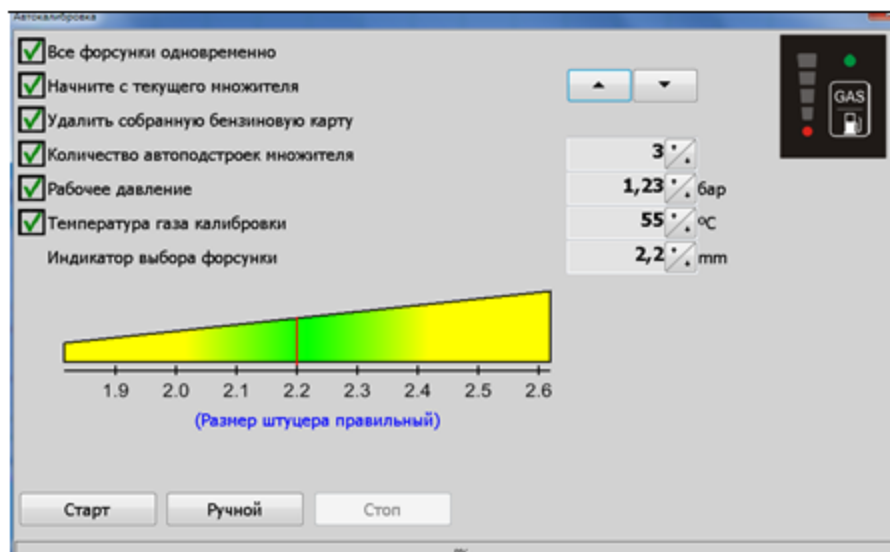 Автокалибровка
Все форсунки одновременно
Начните с текущего множителя
Удалить собранную бензиновую карту
Количество автоподстроек множителя 3
Рабочее давление 1,23 бар
Температура газа калибровки 55 ºC
Индикатор выбора форсунки 2,2 mm
GAS
1.9 2.0 2.1 2.2 2.3 2.4 2.5 2.6
(Размер штуцера правильный)
Старт Ручной Стоп